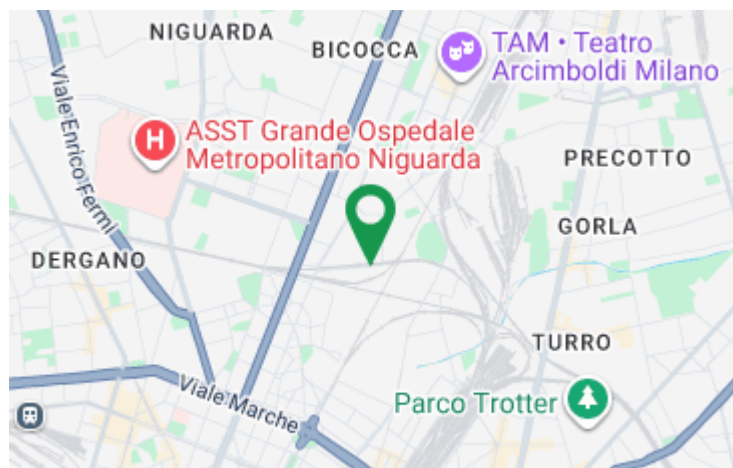 NIGUARDA
BICOCCA
TAM • Teatro
Arcimboldi Milano
Viale Enrico Fermi
H
ASST Grande Ospedale
Metropolitano Niguarda
PRECOTTO
GORLA
DERGANO
TURRO
Viale Marche
Parco Trotter